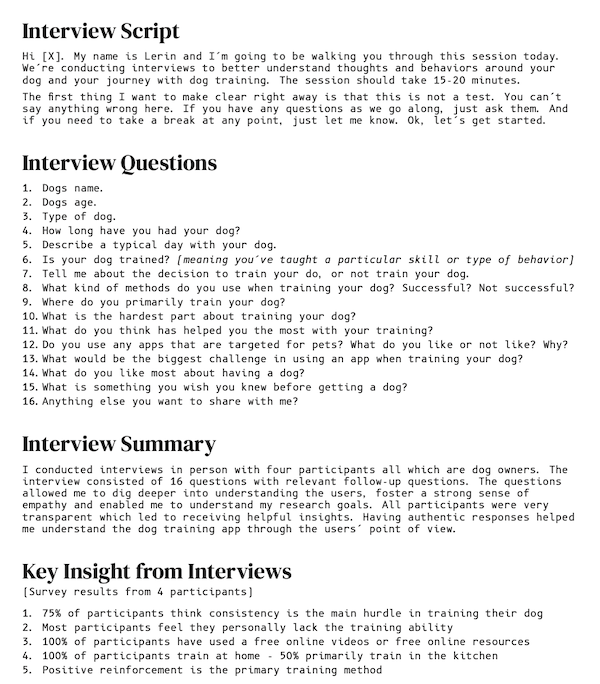 Interview Script
Hi [X]. My name is Lerin and I´m going to be walking you through this session today.
We´re conducting interviews to better understand thoughts and behaviors around your
dog and your journey with dog training. The session should take 15-20 minutes.
The first thing I want to make clear right away is that this is not a test. You can´t
say anything wrong here. If you have any questions as we go along, just ask them. And
if you need to take a break at any point, just let me know. Ok, let´s get started.
Interview Questions
1. Dogs name.
2. Dogs age.
3. Type of dog.
4. How long have you had your dog?
5. Describe a typical day with your dog.
6. Is your dog trained? [meaning you´ve taught a particular skill or type of behavior]
7. Tell me about the decision to train your do, or not train your dog.
8. What kind of methods do you use when training your dog? Successful? Not successful?
9. Where do you primarily train your dog?
10. What is the hardest part about training your dog?
11. What do you think has helped you the most with your training?
12. Do you use any apps that are targeted for pets? What do you like or not like? Why?
13. What would be the biggest challenge in using an app when training your dog?
14. What do you like most about having a dog?
15. What is something you wish you knew before getting a dog?
16. Anything else you want to share with me?
Interview Summary
I conducted interviews in person with four participants all which are dog owners. The
interview consisted of 16 questions with relevant follow-up questions. The questions
allowed me to dig deeper into understanding the users, foster a strong sense of
empathy and enabled me to understand my research goals. All participants were very
transparent which led to receiving helpful insights. Having authentic responses helped
me understand the dog training app through the users´ point of view.
Key Insight from Interviews
[Survey results from 4 participants]
1. 75% of participants think consistency is the main hurdle in training their dog
2. Most participants feel they personally lack the training ability
3. 100% of participants have used a free online videos or free online resources
4. 100% of participants train at home - 50% primarily train in the kitchen
5. Positive reinforcement is the primary training method